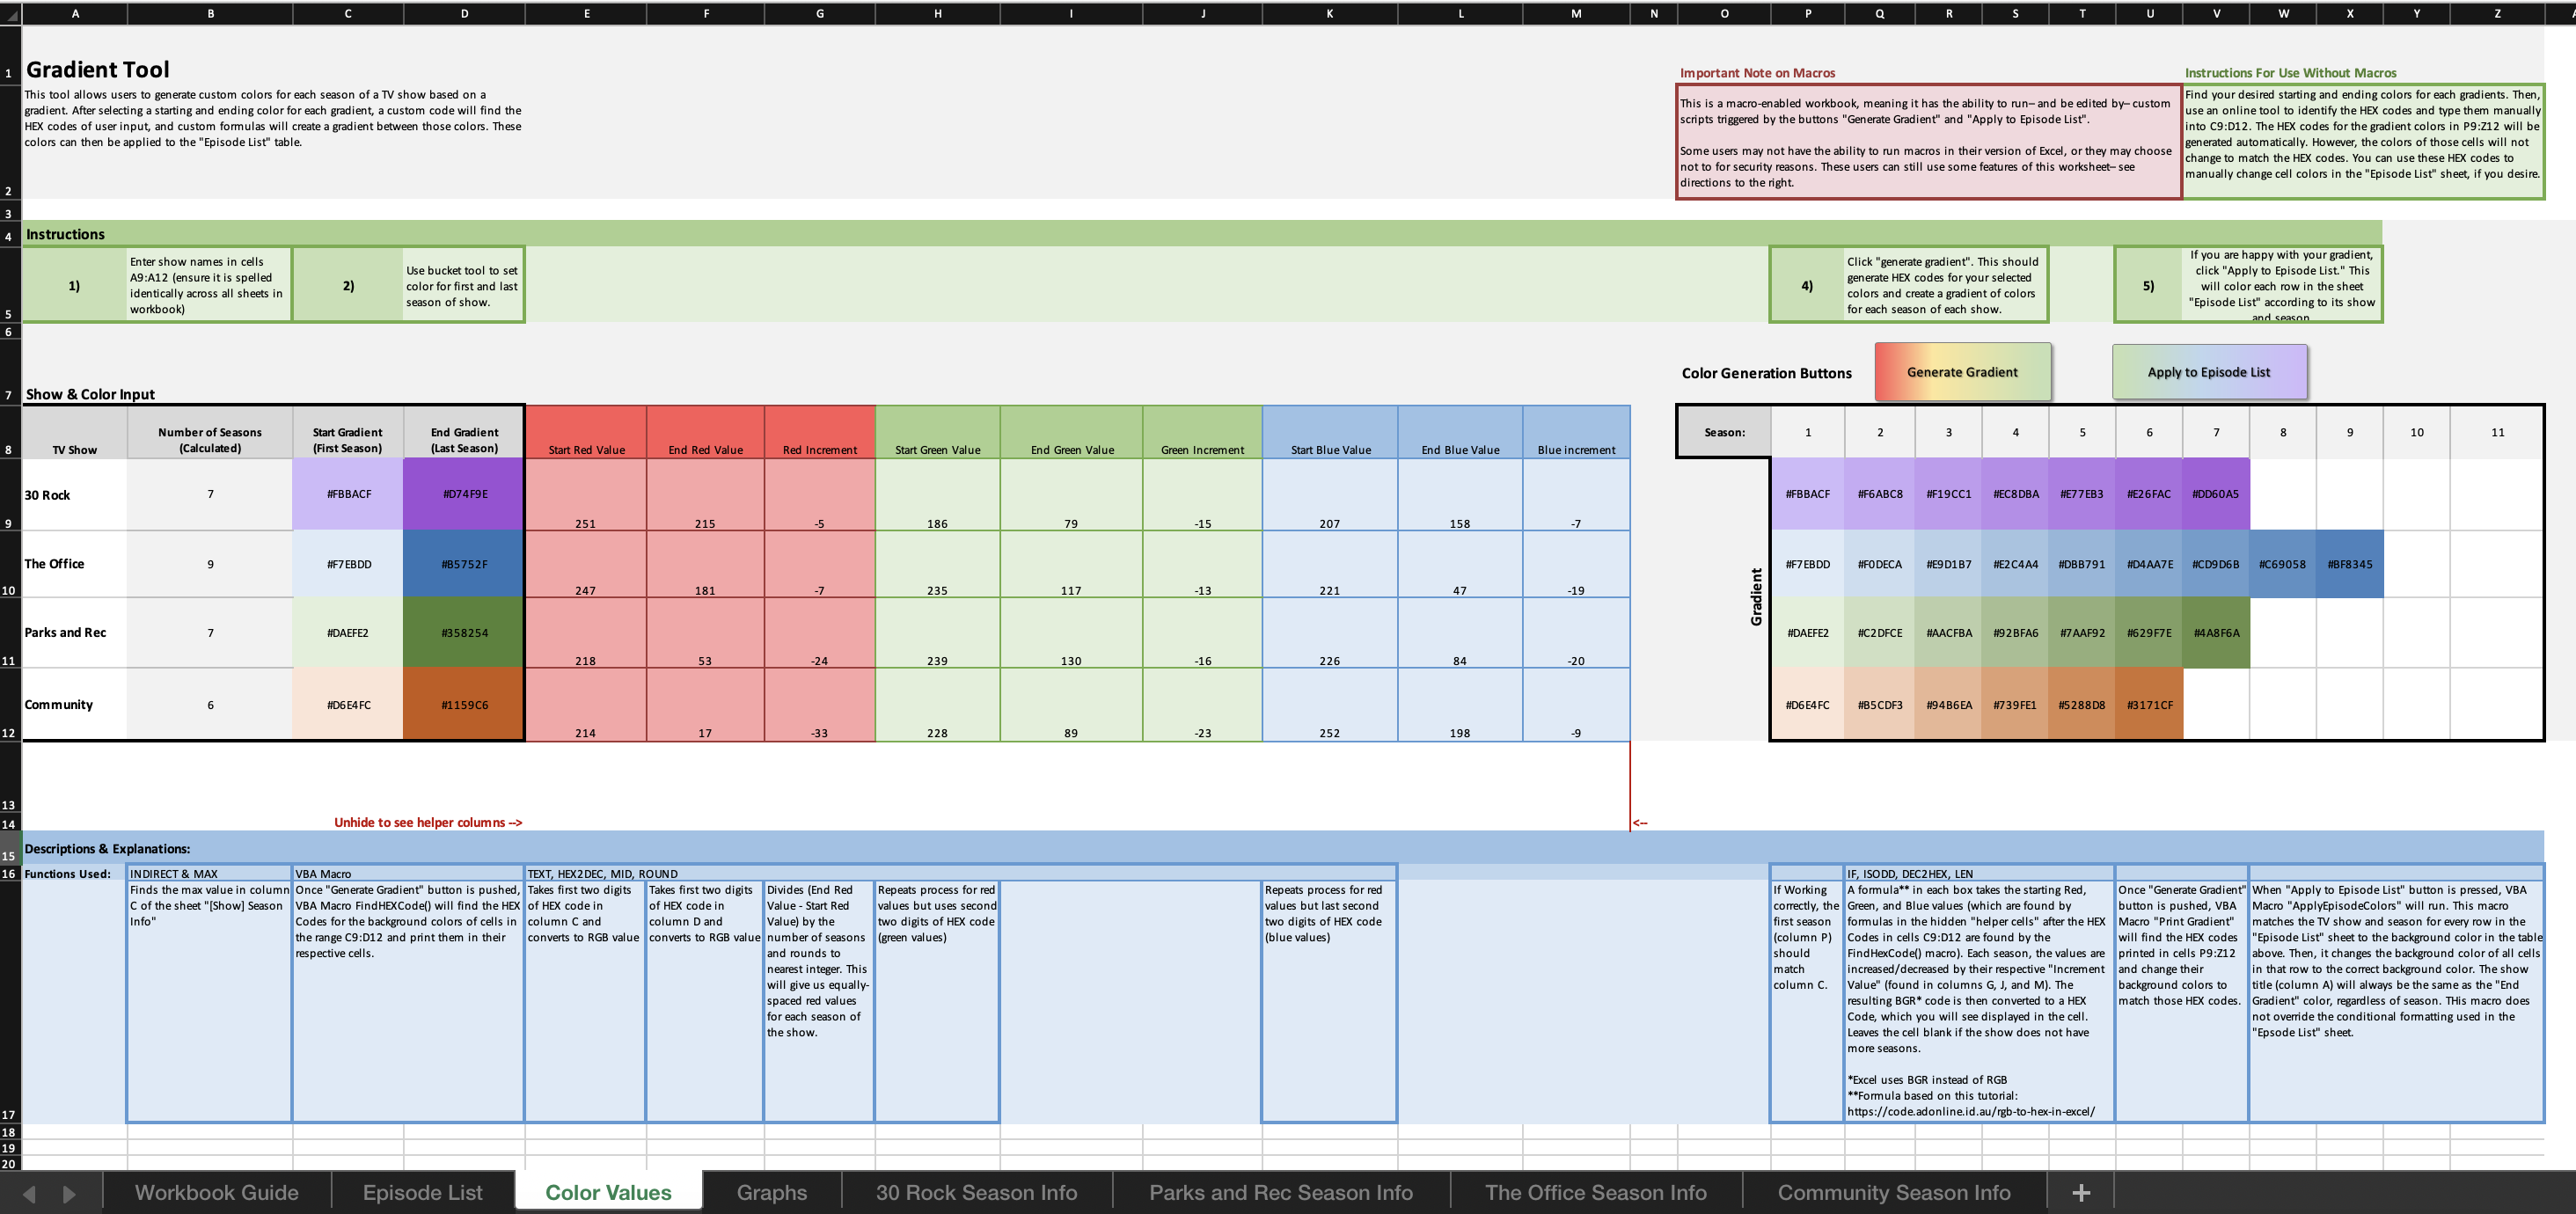 A B C D E F G H I J K L M N O P Q R S T U V W X Y Z
1
Gradient Tool
Important Note on Macros
Instructions For Use Without Macros
2
This tool allows users to generate custom colors for each season of a TV show based on a
gradient. After selecting a starting and ending color for each gradient, a custom code will find the
HEX codes of user input, and custom formulas will create a gradient between those colors. These
colors can then be applied to the "Episode List" table.
This is a macro-enabled workbook, meaning it has the ability to run– and be edited by– custom
scripts triggered by the buttons "Generate Gradient" and "Apply to Episode List".
Some users may not have the ability to run macros in their version of Excel, or they may choose
not to for security reasons. These users can still use some features of this worksheet– see
directions to the right.
Find your desired starting and ending colors for each gradients. Then,
use an online tool to identify the HEX codes and type them manually
into C9:D12. The HEX codes for the gradient colors in P9:Z12 will be
generated automatically. However, the colors of those cells will not
change to match the HEX codes. You can use these HEX codes to
manually change cell colors in the "Episode List" sheet, if you desire.
3
4
Instructions
5
1)
Enter show names in cells
A9:A12 (ensure it is spelled
identically across all sheets in
workbook)
2)
Use bucket tool to set
color for first and last
season of show.
4)
Click "generate gradient". This should
generate HEX codes for your selected
colors and create a gradient of colors
for each season of each show.
5)
If you are happy with your gradient,
click "Apply to Episode List." This
will color each row in the sheet
"Episode List" according to its show
and season
6
7
Show & Color Input
Color Generation Buttons
Generate Gradient
Apply to Episode List
8
TV Show
Number of Seasons
(Calculated)
Start Gradient
(First Season)
End Gradient
(Last Season)
Start Red Value
End Red Value
Red Increment
Start Green Value
End Green Value
Green Increment
Start Blue Value
End Blue Value
Blue increment
Season: 1 2 3 4 5 6 7 8 9 10 11
9
30 Rock 7 #FBBACF #D74F9E 251 215 -5 186 79 -15 207 158 -7
#FBBACF #F6ABC8 #F19CC1 #EC8DBA #E77EB3 #E26FAC #DD60A5
10
The Office 9 #F7EBDD #B5752F 247 181 -7 235 117 -13 221 47 -19
#F7EBDD #F0DECA #E9D1B7 #E2C4A4 #DBB791 #D4AA7E #CD9D6B #C69058 #BF8345
Gradient
11
Parks and Rec 7 #DAEFE2 #358254 218 53 -24 239 130 -16 226 84 -20
#DAEFE2 #C2DFCE #AACFBA #92BFA6 #7AAF92 #629F7E #4A8F6A
12
Community 6 #D6E4FC #1159C6 214 17 -33 228 89 -23 252 198 -9
#D6E4FC #B5CDF3 #94B6EA #739FE1 #5288D8 #3171CF
13
14
Unhide to see helper columns -->
<--
15
Descriptions & Explanations:
16
Functions Used:
INDIRECT & MAX
VBA Macro
TEXT, HEX2DEC, MID, ROUND
IF, ISODD, DEC2HEX, LEN
17
Finds the max value in column
C of the sheet "[Show] Season
Info"
Once "Generate Gradient" button is pushed,
VBA Macro FindHEXCode() will find the HEX
Codes for the background colors of cells in
the range C9:D12 and print them in their
respective cells.
Takes first two digits
of HEX code in
column C and
converts to RGB value
Takes first two digits
of HEX code in
column D and
converts to RGB value
Divides (End Red
Value - Start Red
Value) by the
number of seasons
and rounds to
nearest integer. This
will give us equally-
spaced red values
for each season of
the show.
Repeats process for red
values but uses second
two digits of HEX code
(green values)
Repeats process for red
values but last second
two digits of HEX code
(blue values)
If Working
correctly, the
first season
(column P)
should
match
column C.
A formula** in each box takes the starting Red,
Green, and Blue values (which are found by
formulas in the hidden "helper cells" after the HEX
Codes in cells C9:D12 are found by the
FindHexCode() macro). Each season, the values are
increased/decreased by their respective "Increment
Value" (found in columns G, J, and M). The
resulting BGR* code is then converted to a HEX
Code, which you will see displayed in the cell.
Leaves the cell blank if the show does not have
more seasons.
*Excel uses BGR instead of RGB
**Formula based on this tutorial:
https://code.adonline.id.au/rgb-to-hex-in-excel/
Once "Generate Gradient"
button is pushed, VBA
Macro "Print Gradient"
will find the HEX codes
printed in cells P9:Z12
and change their
background colors to
match those HEX codes.
When "Apply to Episode List" button is pressed, VBA
Macro "ApplyEpisodeColors" will run. This macro
matches the TV show and season for every row in the
"Episode List" sheet to the background color in the table
above. Then, it changes the background color of all cells
in that row to the correct background color. The show
title (column A) will always be the same as the "End
Gradient" color, regardless of season. THis macro does
not override the conditional formatting used in the
"Epsode List" sheet.
18
19
20
Workbook Guide
Episode List
Color Values
Graphs
30 Rock Season Info
Parks and Rec Season Info
The Office Season Info
Community Season Info
+